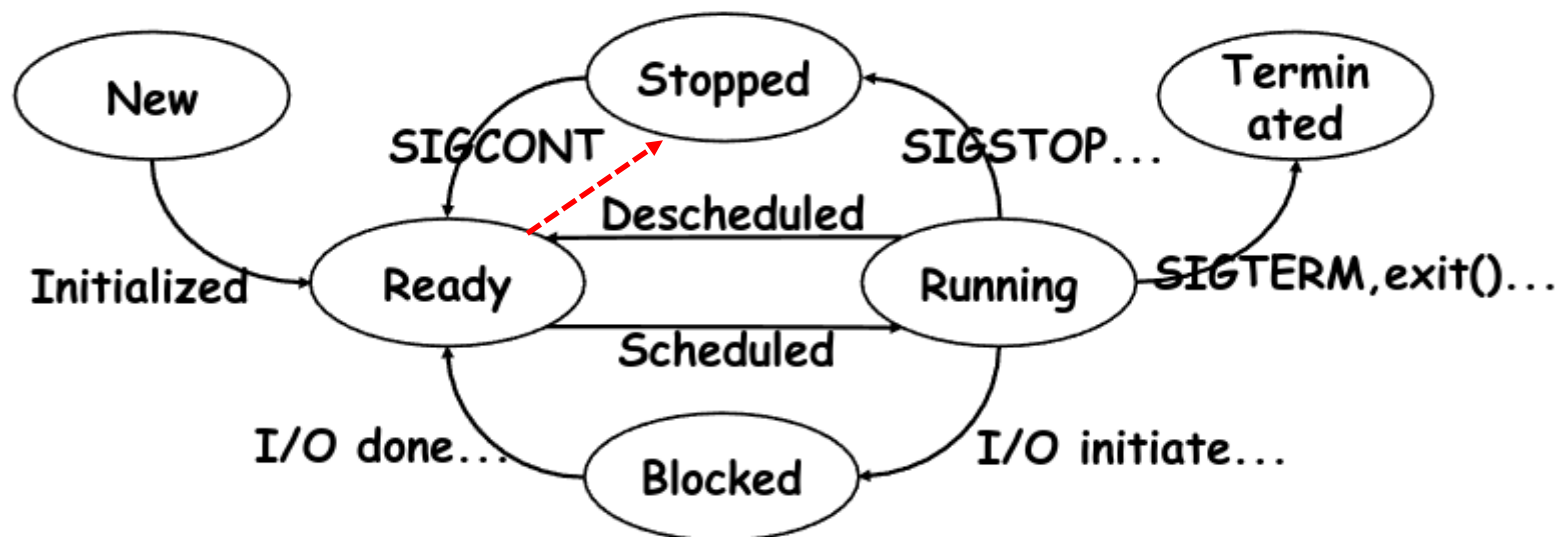 New
Stopped
Termin
ated
SIGCONT
SIGSTOP...
Descheduled
Initialized
Ready
Running
SIGTERM,exit()...
Scheduled
I/O done...
Blocked
I/O initiate...